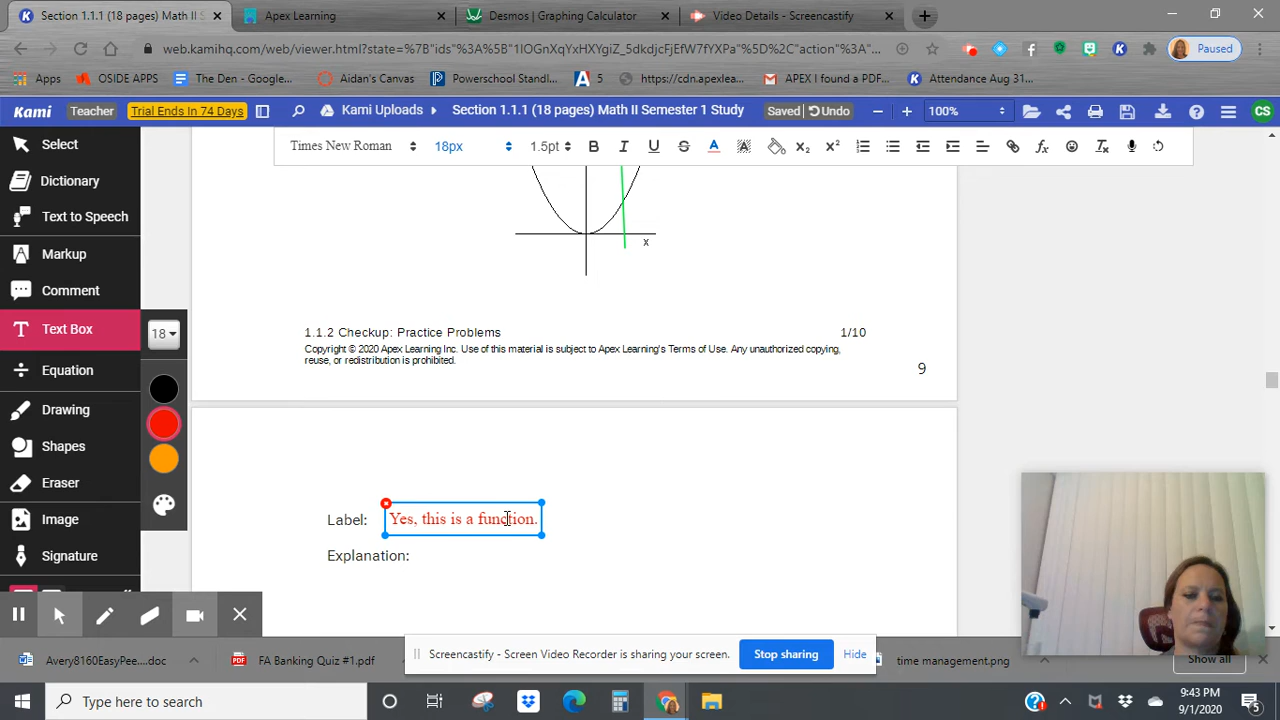 Section 1.1.1 (18 pages) Math II S
Apex Learning
Desmos | Graphing Calculator
Video Details - Screencastify
web.kamihq.com/web/viewer.html?state=%7B"ids"%3A%5B"1IOGnXqYxHXYgiZ_5dkdjcFjEfW7fYXPa"%5D%2C"action"%3A...
Paused
Apps
OSIDE APPS
The Den - Google...
Aidan's Canvas
Powerschool Standl...
5
https://cdn.apexlea...
APEX I found a PDF...
Attendance Aug 31...
Kami
Teacher
Trial Ends In 74 Days
Kami Uploads
Section 1.1.1 (18 pages) Math II Semester 1 Study
Saved
Undo
100%
CS
Times New Roman
18px
1.5pt
Select
Dictionary
Text to Speech
Markup
Comment
Text Box
Equation
Drawing
Shapes
Eraser
Image
Signature
18
x
1.1.2 Checkup: Practice Problems
1/10
Copyright © 2020 Apex Learning Inc. Use of this material is subject to Apex Learning's Terms of Use. Any unauthorized copying,
reuse, or redistribution is prohibited.
9
Label:
Yes, this is a function.
Explanation:
Screencastify - Screen Video Recorder is sharing your screen.
Stop sharing
Hide
Avery8160EasyPee....doc
FA Banking Quiz #1.pdf
time management.png
Show all
Type here to search
9:43 PM
9/1/2020
5